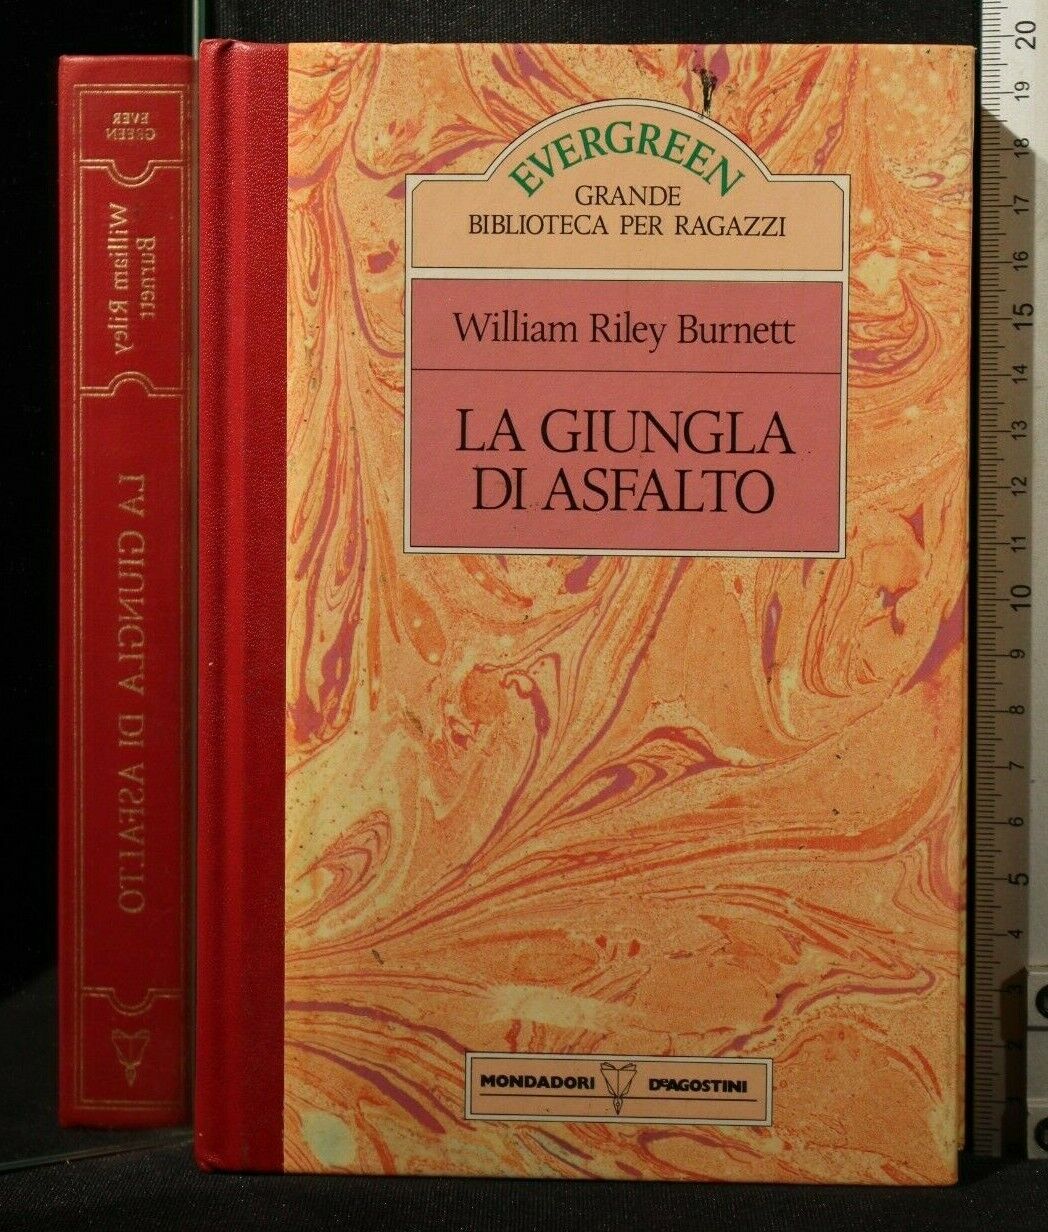 EVERGREEN
GRANDE
BIBLIOTECA PER RAGAZZI
William Riley Burnett
LA GIUNGLA
DI ASFALTO
MONDADORI DeAGOSTINI
EVER
GREEN
Burnett
William Riley
LA GIUNGLA DI ASFALTO
20
19
18
17
16
15
14
13
12
11
10
9
8
7
6
5
4
3
2
1